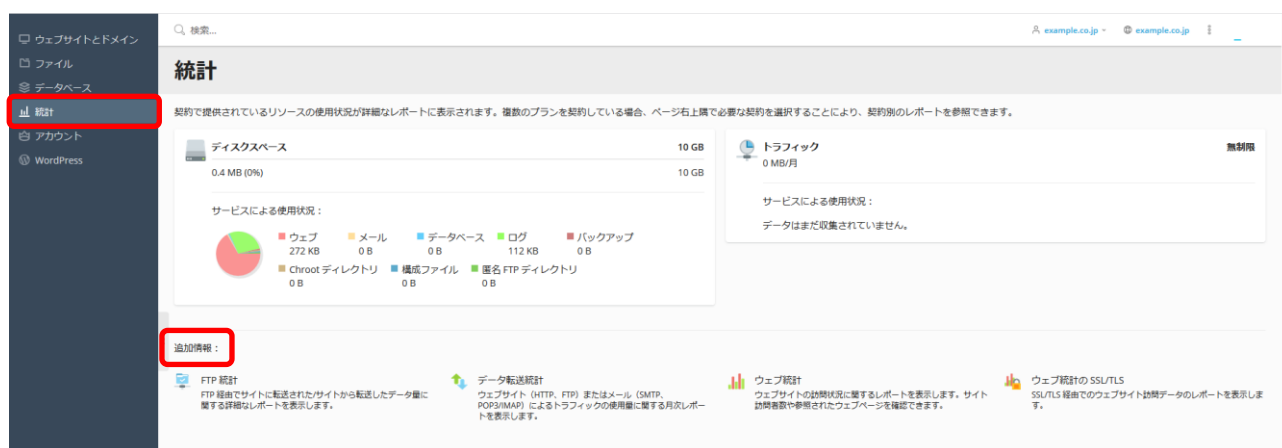 検索...
example.co.jp
example.co.jp
ウェブサイトとドメイン
ファイル
データベース
統計
アカウント
WordPress
統計
契約で提供されているリソースの使用状況が詳細なレポートに表示されます。複数のプランを契約している場合、ページ右上隅で必要な契約を選択することにより、契約別のレポートを参照できます。
ディスクスペース 10 GB
0.4 MB (0%) 10 GB
サービスによる使用状況：
ウェブ メール データベース ログ バックアップ
272 KB 0 B 0 B 112 KB 0 B
Chroot ディレクトリ 構成ファイル 匿名 FTP ディレクトリ
0 B 0 B 0 B
トラフィック 無制限
0 MB/月
サービスによる使用状況：
データはまだ収集されていません。
追加情報：
FTP 統計
FTP 経由でサイトに転送された/サイトから転送したデータ量に
関する詳細なレポートを表示します。
データ転送統計
ウェブサイト（HTTP、FTP）またはメール（SMTP、
POP3/IMAP）によるトラフィックの使用量に関する月次レポー
トを表示します。
ウェブ統計
ウェブサイトの訪問状況に関するレポートを表示します。サイト
訪問者数や参照されたウェブページを確認できます。
ウェブ統計の SSL/TLS
SSL/TLS 経由でのウェブサイト訪問データのレポートを表示しま
す。